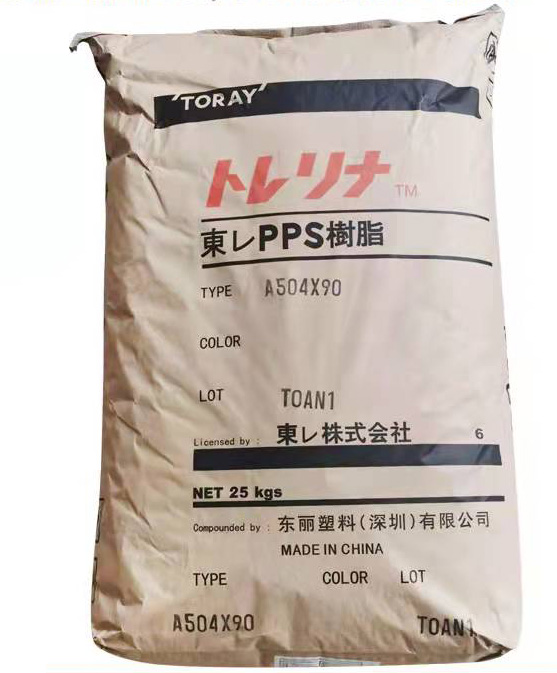 'TORAY'
トレリナ TM
東レPPS樹脂
TYPE A504X90
COLOR
LOT TOAN1
Licensed by : 東レ株式会社 6
NET 25 kgs
Compounded by : 东丽塑料(深圳)有限公司
MADE IN CHINA
TYPE COLOR LOT
A504X90 TOAN1